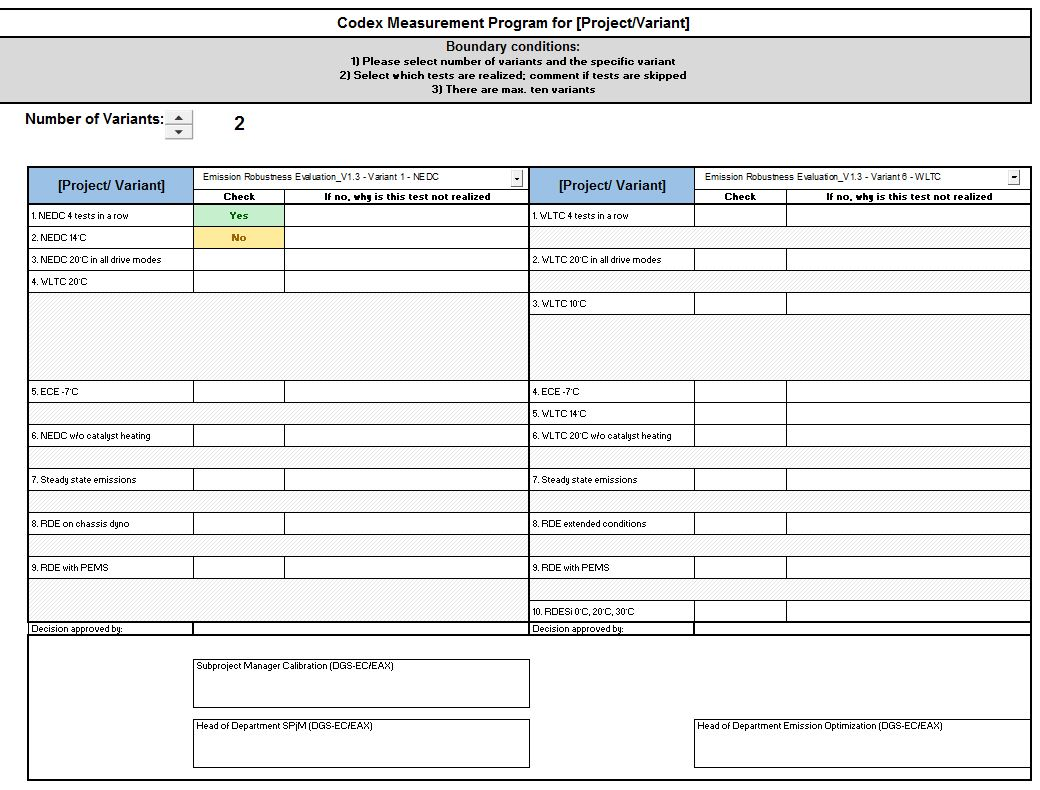 Codex Measurement Program for [Project/Variant]
Boundary conditions:
1) Please select number of variants and the specific variant
2) Select which tests are realized; comment if tests are skipped
3) There are max. ten variants
Number of Variants: 2
[Project/ Variant] Emission Robustness Evaluation_V1.3 - Variant 1 - NEDC [Project/ Variant] Emission Robustness Evaluation_V1.3 - Variant 6 - WLTC
Check If no, why is this test not realized Check If no, why is this test not realized
1. NEDC 4 tests in a row Yes 1. WLTC 4 tests in a row
2. NEDC 14°C No
3. NEDC 20°C in all drive modes 2. WLTC 20°C in all drive modes
4. WLTC 20°C
3. WLTC 10°C
5. ECE -7°C 4. ECE -7°C
5. WLTC 14°C
6. NEDC w/o catalyst heating 6. WLTC 20°C w/o catalyst heating
7. Steady state emissions 7. Steady state emissions
8. RDE on chassis dyno 8. RDE extended conditions
9. RDE with PEMS 9. RDE with PEMS
10. RDESi 0°C, 20°C, 30°C
Decision approved by: Decision approved by:
Subproject Manager Calibration (DGS-EC/EAX)
Head of Department SPjM (DGS-EC/EAX) Head of Department Emission Optimization (DGS-EC/EAX)